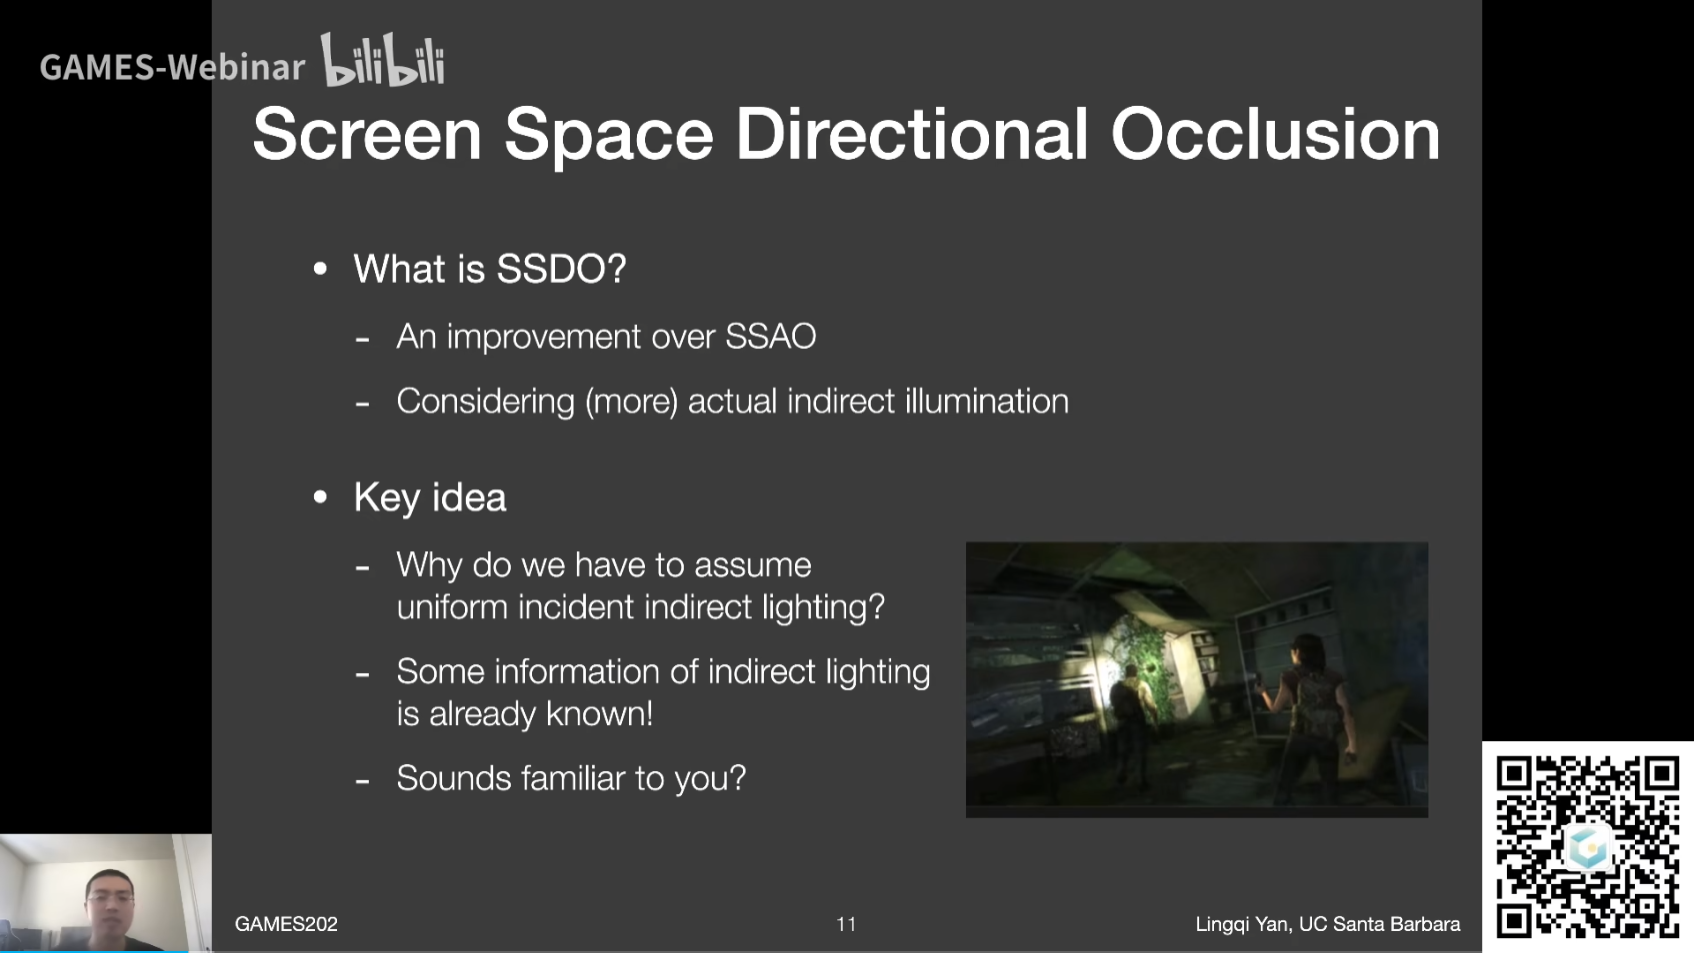 GAMES-Webinar bilibili
Screen Space Directional Occlusion
• What is SSDO?
- An improvement over SSAO
- Considering (more) actual indirect illumination
• Key idea
- Why do we have to assume
uniform incident indirect lighting?
- Some information of indirect lighting
is already known!
- Sounds familiar to you?
GAMES202
11
Lingqi Yan, UC Santa Barbara